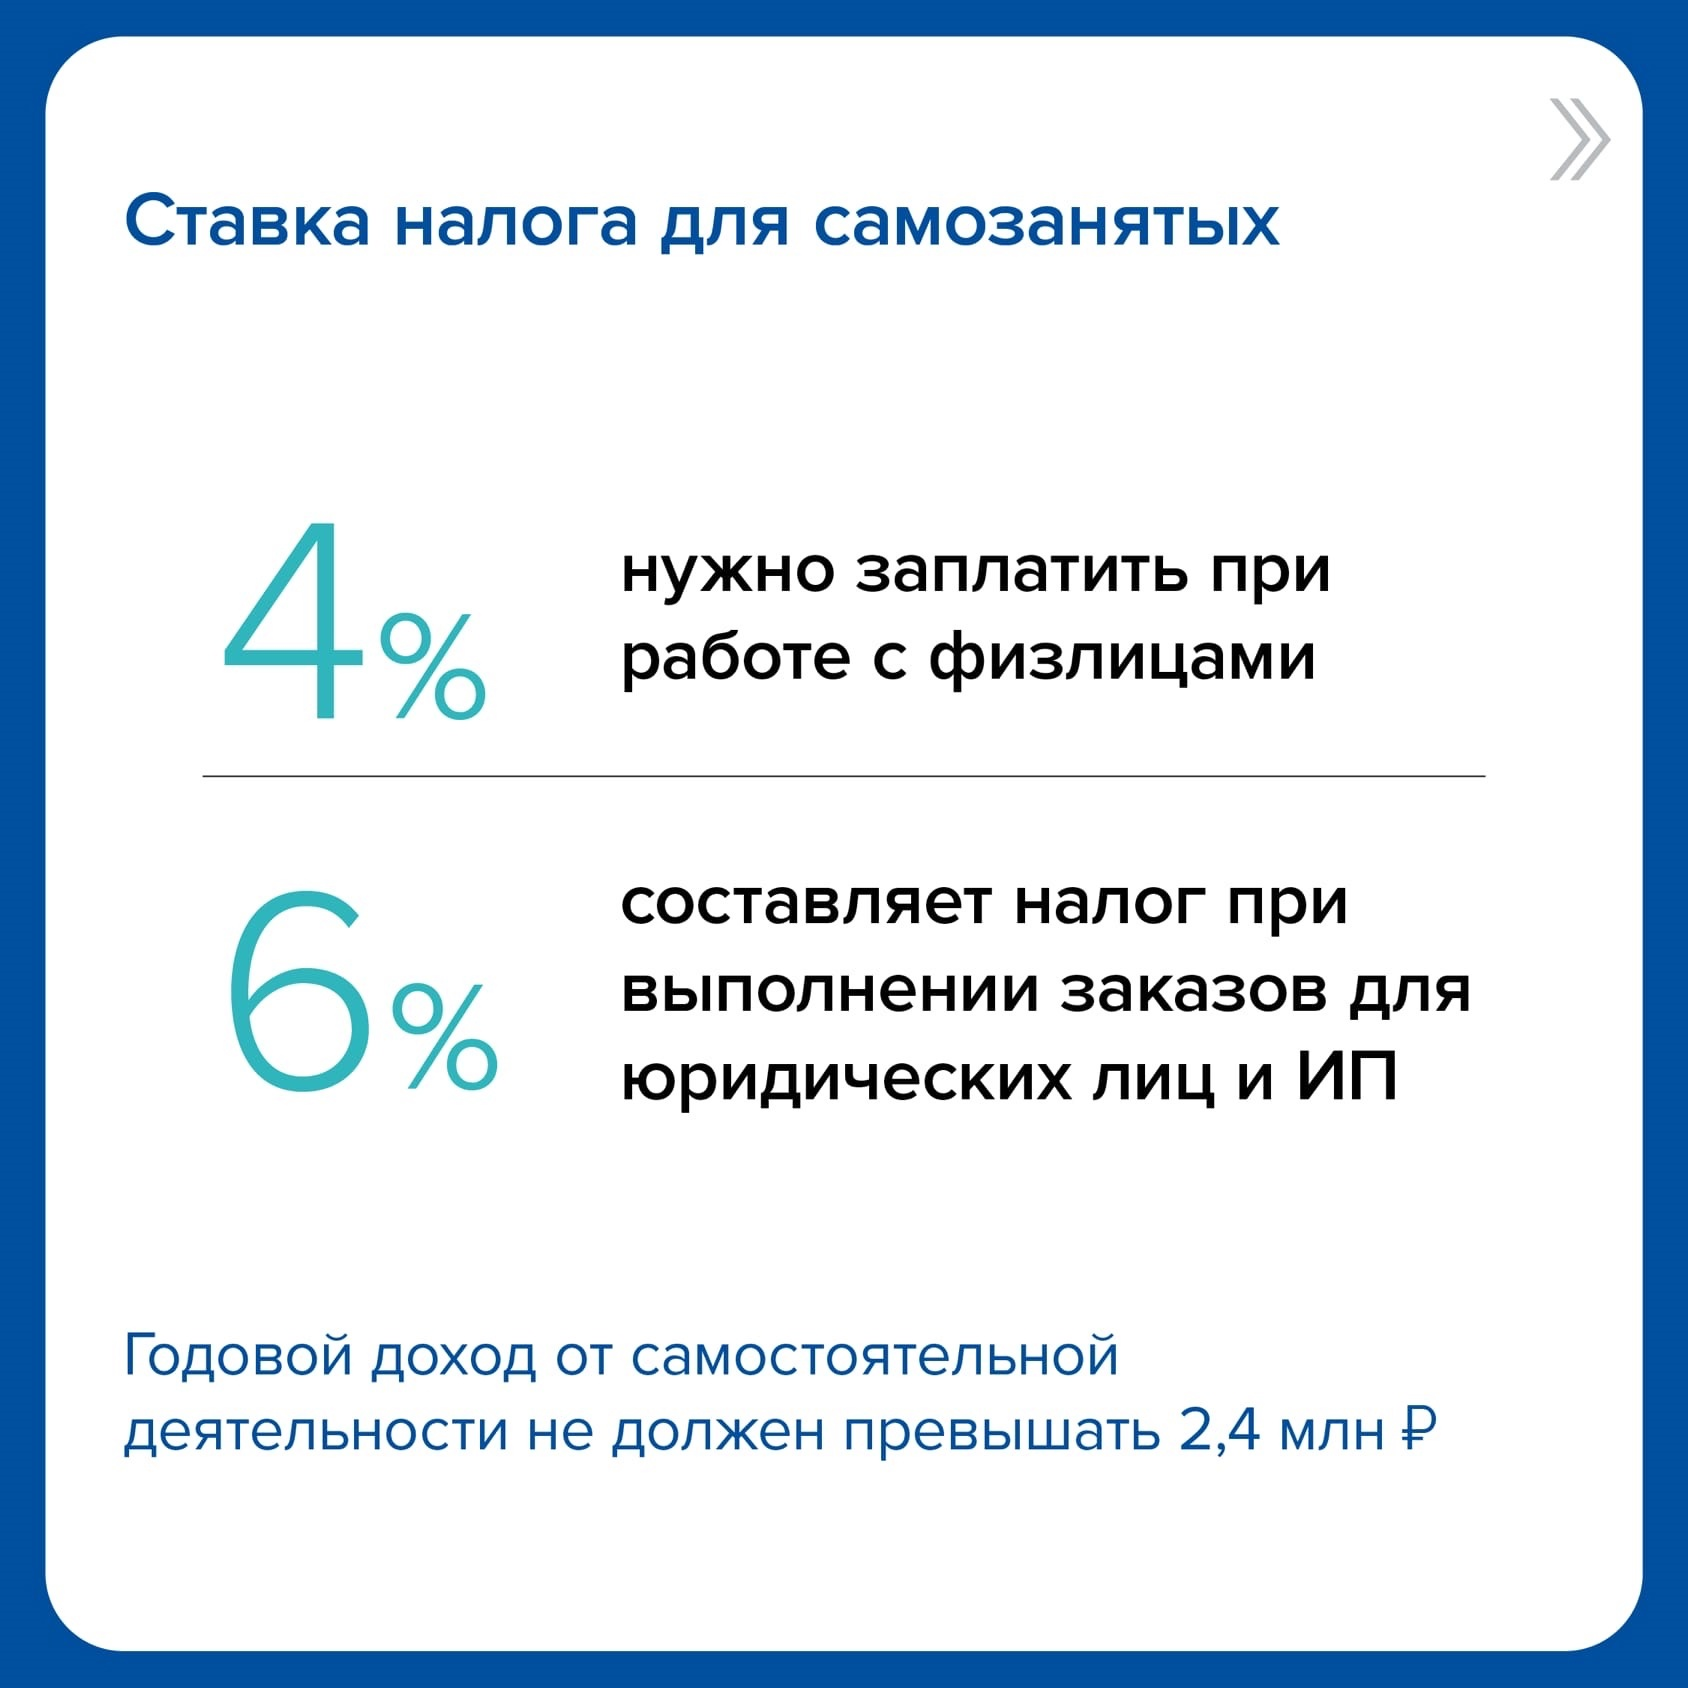 Ставка налога для самозанятых
4%
нужно заплатить при
работе с физлицами
6%
составляет налог при
выполнении заказов для
юридических лиц и ИП
Годовой доход от самостоятельной
деятельности не должен превышать 2,4 млн ₽